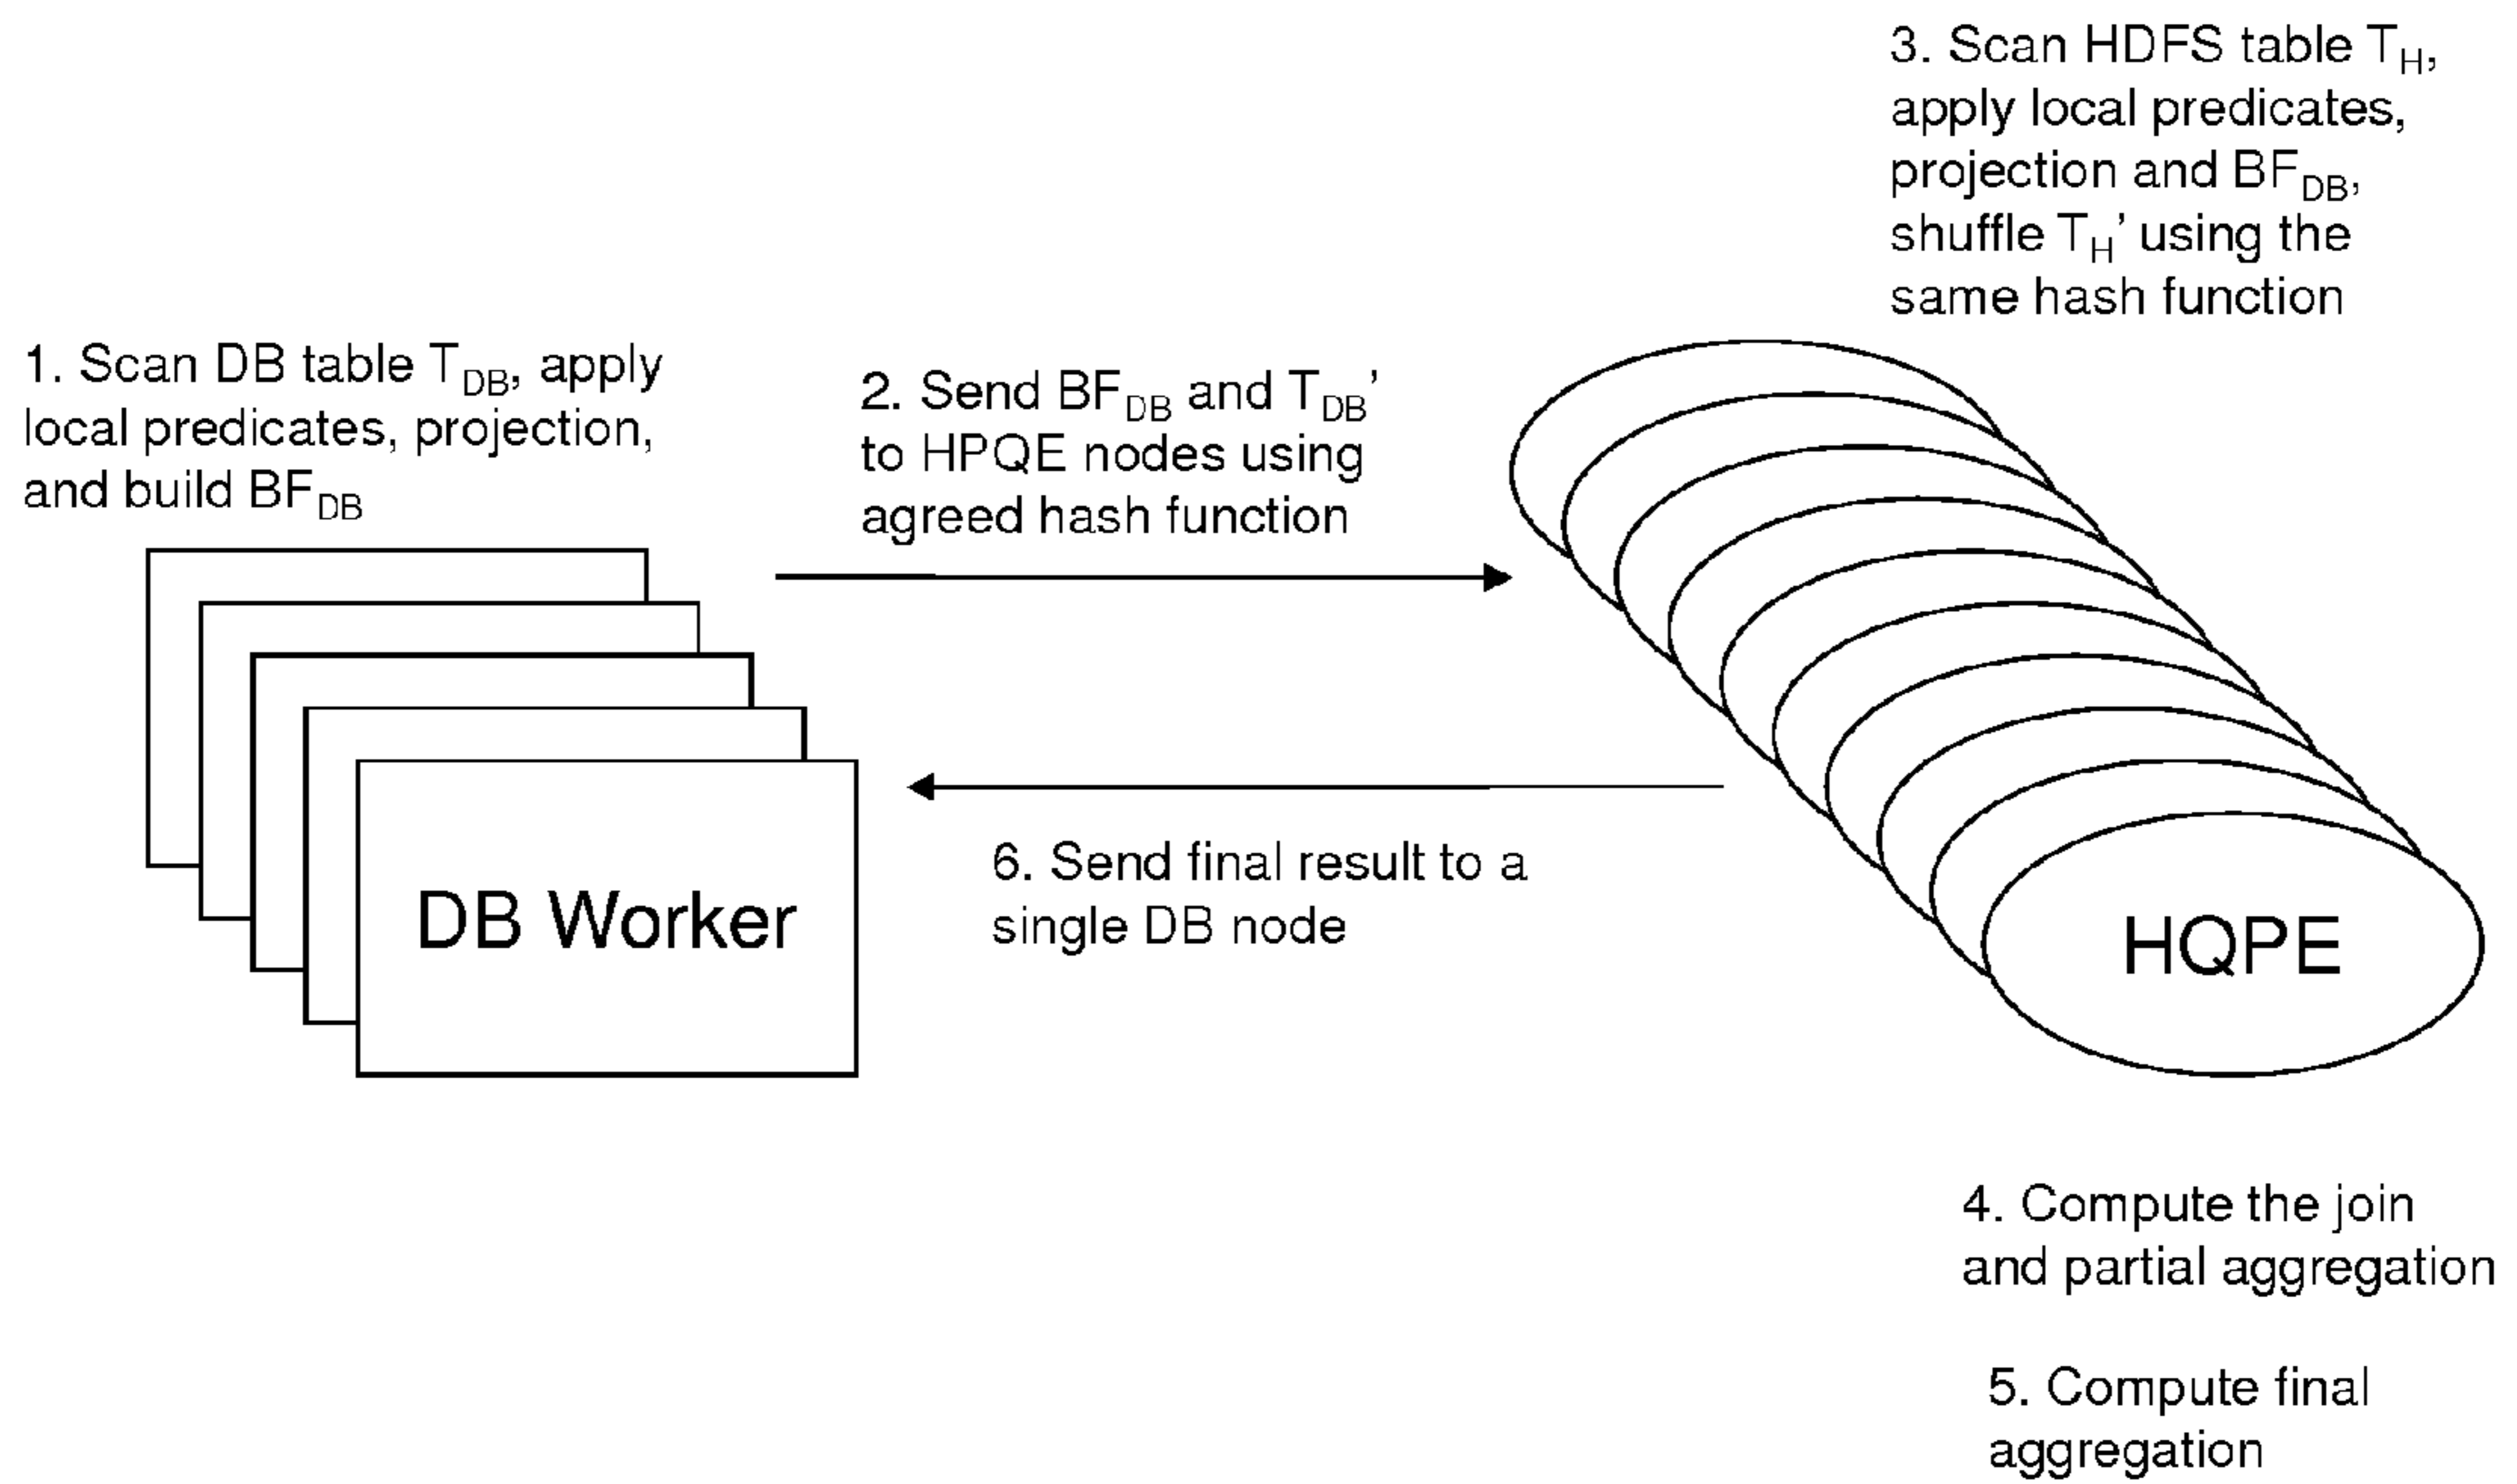 3. Scan HDFS table T_H,
apply local predicates,
projection and BF_DB,
shuffle T_H' using the
same hash function
1. Scan DB table T_DB, apply
local predicates, projection,
and build BF_DB
2. Send BF_DB and T_DB'
to HPQE nodes using
agreed hash function
6. Send final result to a
single DB node
DB Worker
HQPE
4. Compute the join
and partial aggregation
5. Compute final
aggregation